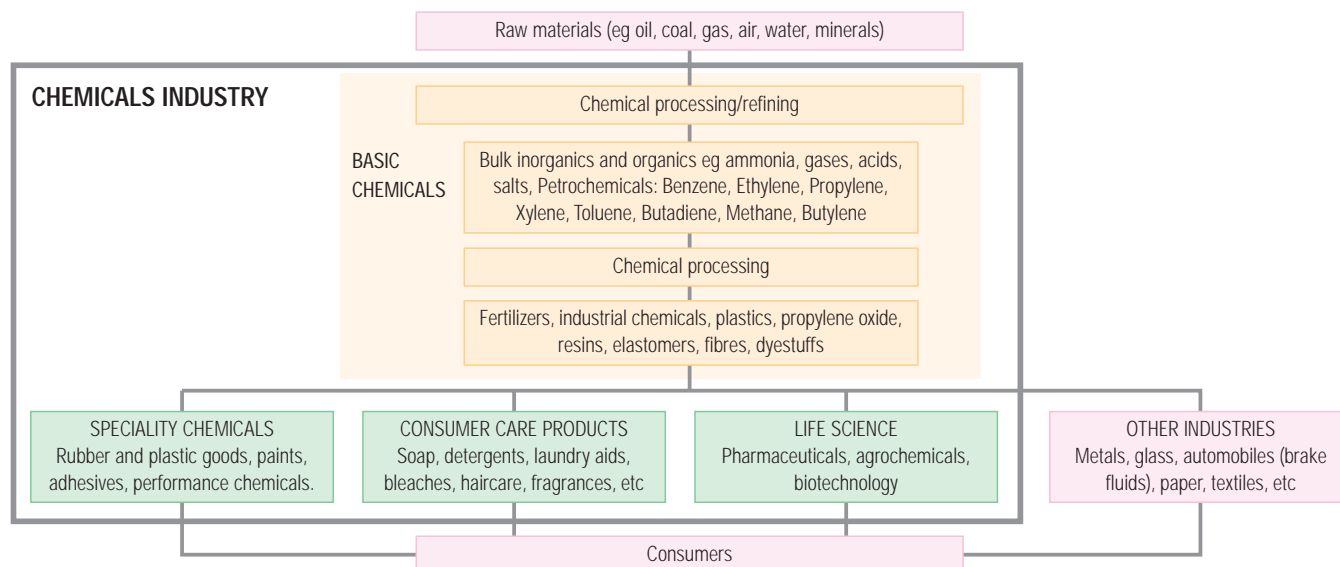 Raw materials (eg oil, coal, gas, air, water, minerals)
CHEMICALS INDUSTRY
Chemical processing/refining
BASIC
CHEMICALS
Bulk inorganics and organics eg ammonia, gases, acids,
salts, Petrochemicals: Benzene, Ethylene, Propylene,
Xylene, Toluene, Butadiene, Methane, Butylene
Chemical processing
Fertilizers, industrial chemicals, plastics, propylene oxide,
resins, elastomers, fibres, dyestuffs
SPECIALITY CHEMICALS
Rubber and plastic goods, paints,
adhesives, performance chemicals.
CONSUMER CARE PRODUCTS
Soap, detergents, laundry aids,
bleaches, haircare, fragrances, etc
LIFE SCIENCE
Pharmaceuticals, agrochemicals,
biotechnology
OTHER INDUSTRIES
Metals, glass, automobiles (brake
fluids), paper, textiles, etc
Consumers